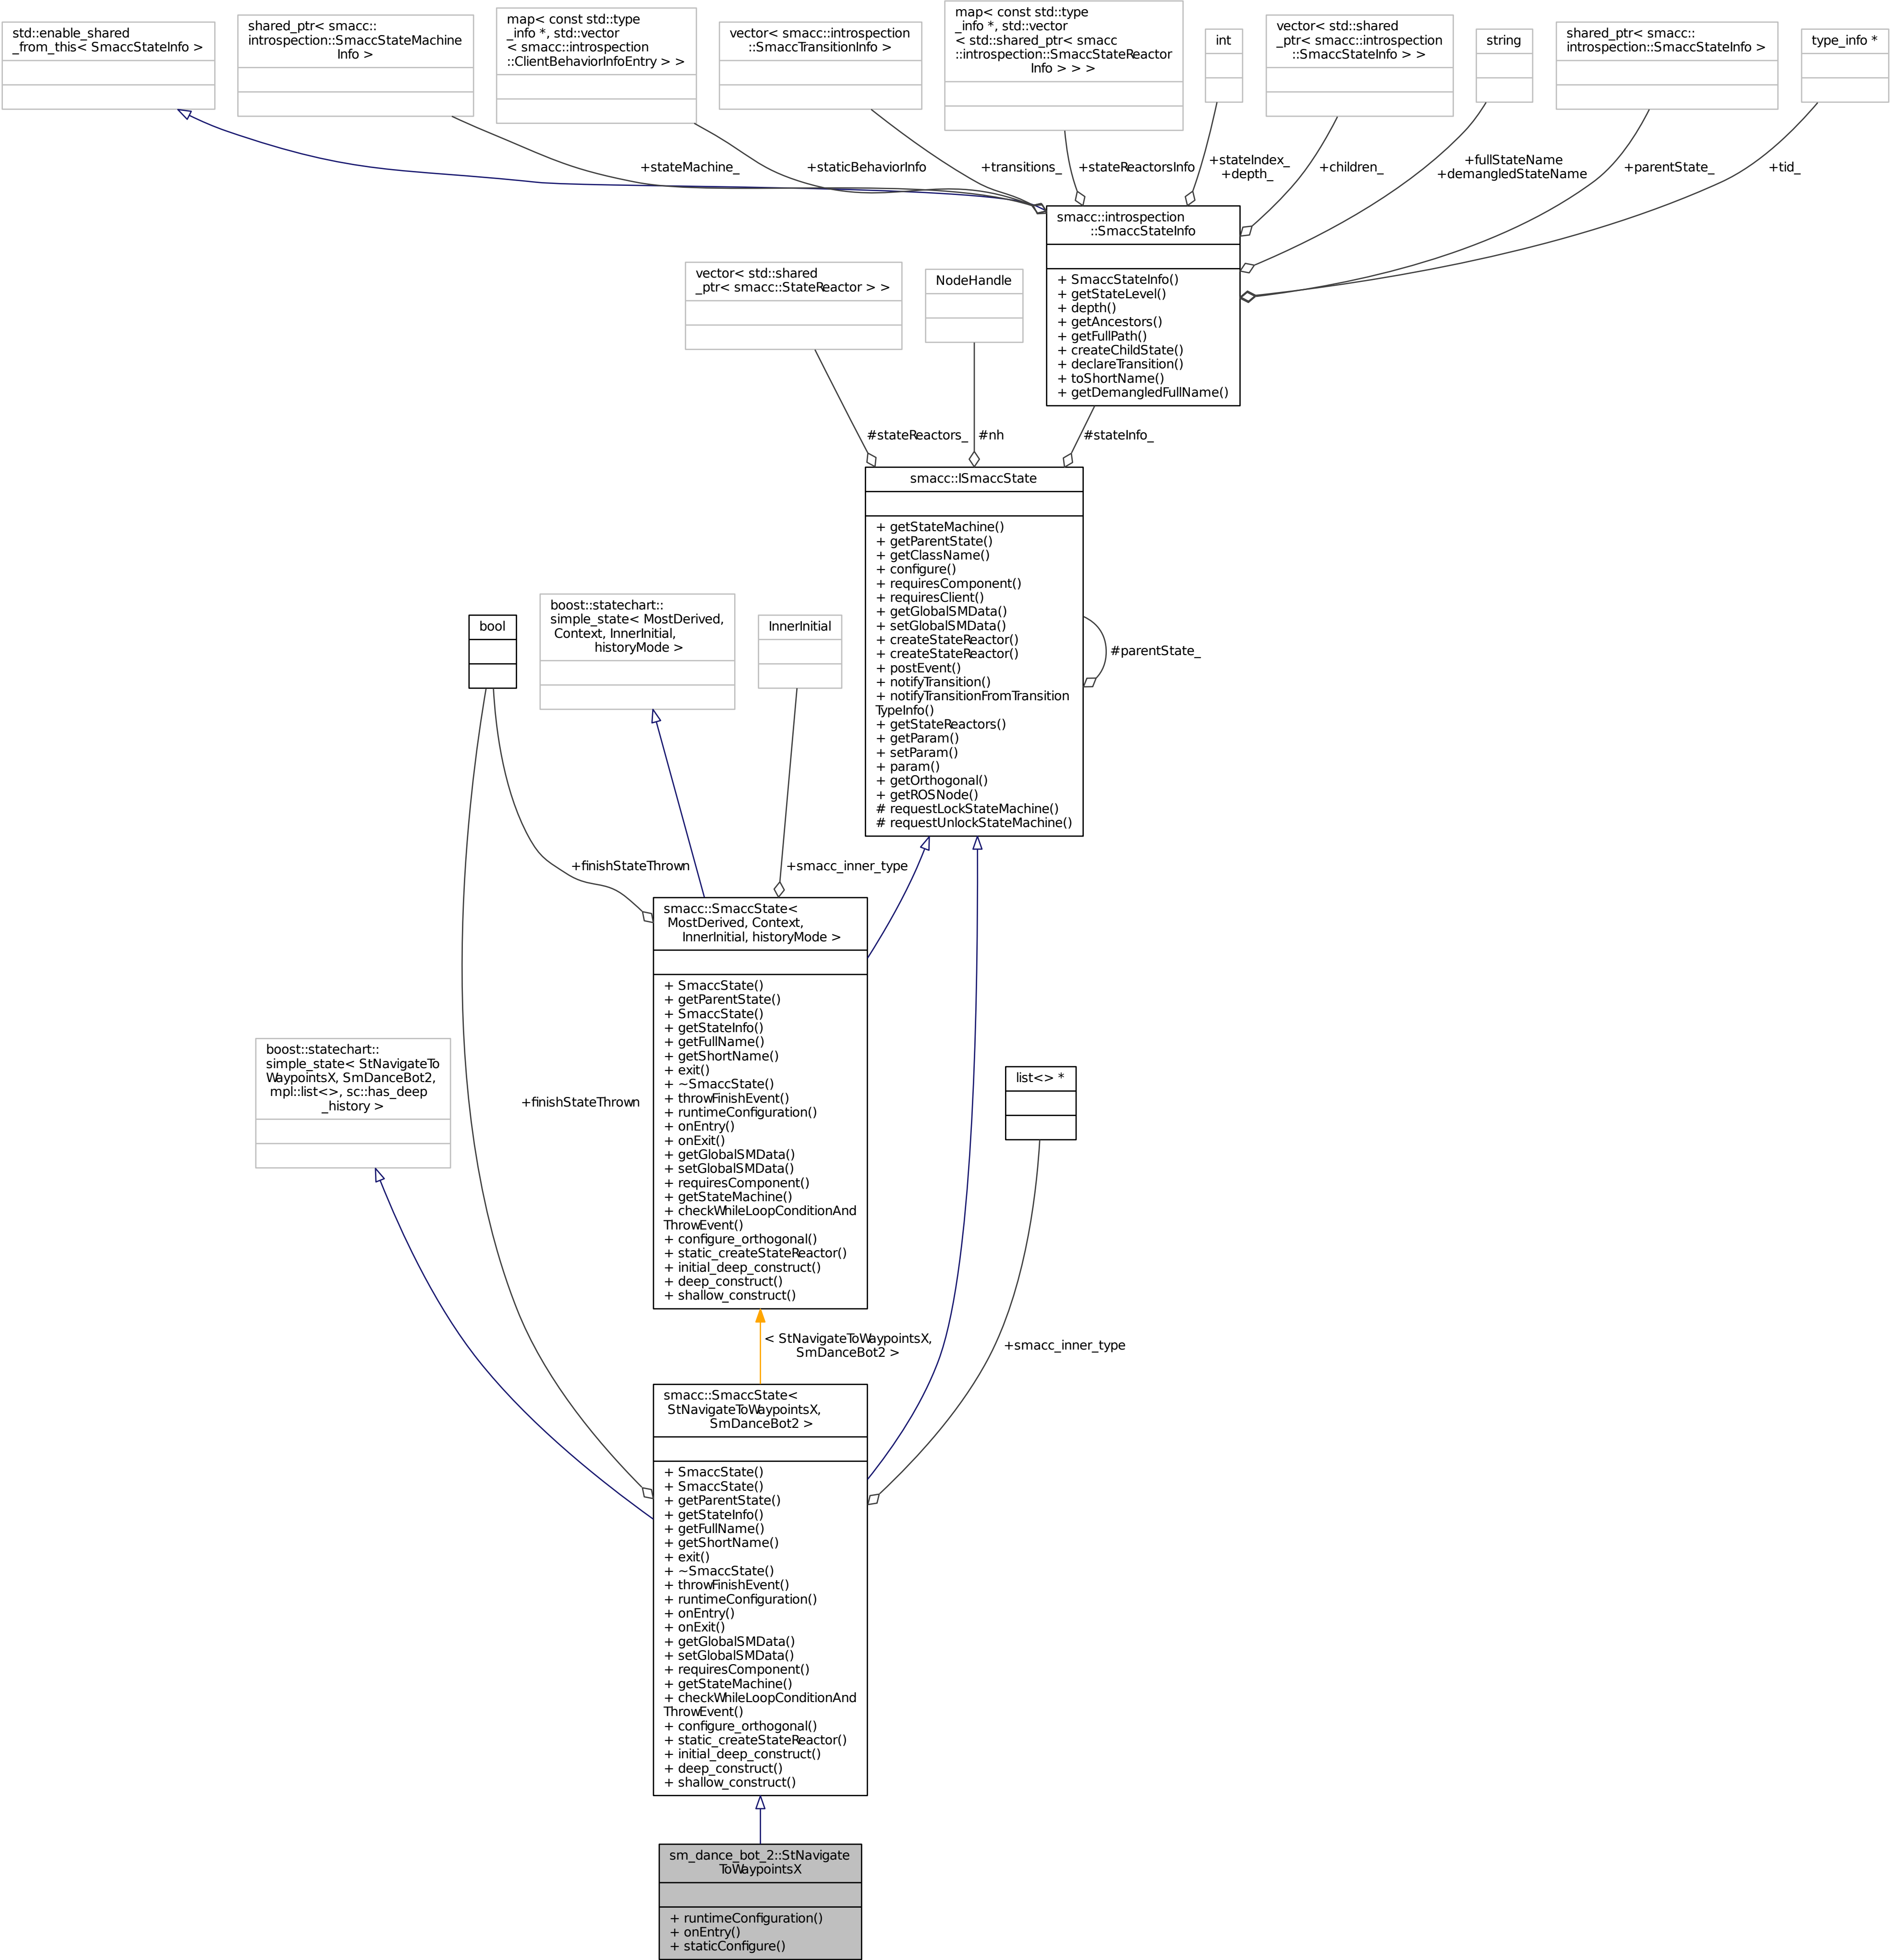 std::enable_shared
_from_this< SmaccStateInfo >
shared_ptr< smacc::
introspection::SmaccStateMachine
Info >
map< const std::type
_info *, std::vector
< smacc::introspection
::ClientBehaviorInfoEntry > >
vector< smacc::introspection
::SmaccTransitionInfo >
map< const std::type
_info *, std::vector
< std::shared_ptr< smacc
::introspection::SmaccStateReactor
Info > > >
int
vector< std::shared
_ptr< smacc::introspection
::SmaccStateInfo > >
string
shared_ptr< smacc::
introspection::SmaccStateInfo >
type_info *
+stateMachine_
+staticBehaviorInfo
+transitions_
+stateReactorsInfo
+stateIndex_
+depth_
+children_
+fullStateName
+demangledStateName
+parentState_
+tid_
smacc::introspection
::SmaccStateInfo
+ SmaccStateInfo()
+ getStateLevel()
+ depth()
+ getAncestors()
+ getFullPath()
+ createChildState()
+ declareTransition()
+ toShortName()
+ getDemangledFullName()
vector< std::shared
_ptr< smacc::StateReactor > >
NodeHandle
#stateReactors_
#nh
#stateInfo_
smacc::ISmaccState
+ getStateMachine()
+ getParentState()
+ getClassName()
+ configure()
+ requiresComponent()
+ requiresClient()
+ getGlobalSMData()
+ setGlobalSMData()
+ createStateReactor()
+ createStateReactor()
+ postEvent()
+ notifyTransition()
+ notifyTransitionFromTransition
TypeInfo()
+ getStateReactors()
+ getParam()
+ setParam()
+ param()
+ getOrthogonal()
+ getROSNode()
# requestLockStateMachine()
# requestUnlockStateMachine()
#parentState_
bool
boost::statechart::
simple_state< MostDerived,
Context, InnerInitial,
historyMode >
InnerInitial
+finishStateThrown
+smacc_inner_type
smacc::SmaccState<
MostDerived, Context,
InnerInitial, historyMode >
+ SmaccState()
+ getParentState()
+ SmaccState()
+ getStateInfo()
+ getFullName()
+ getShortName()
+ exit()
+ ~SmaccState()
+ throwFinishEvent()
+ runtimeConfiguration()
+ onEntry()
+ onExit()
+ getGlobalSMData()
+ setGlobalSMData()
+ requiresComponent()
+ getStateMachine()
+ checkWhileLoopConditionAnd
ThrowEvent()
+ configure_orthogonal()
+ static_createStateReactor()
+ initial_deep_construct()
+ deep_construct()
+ shallow_construct()
boost::statechart::
simple_state< StNavigateTo
WaypointsX, SmDanceBot2,
mpl::list<>, sc::has_deep
_history >
+finishStateThrown
list<> *
< StNavigateToWaypointsX,
SmDanceBot2 >
+smacc_inner_type
smacc::SmaccState<
StNavigateToWaypointsX,
SmDanceBot2 >
+ SmaccState()
+ SmaccState()
+ getParentState()
+ getStateInfo()
+ getFullName()
+ getShortName()
+ exit()
+ ~SmaccState()
+ throwFinishEvent()
+ runtimeConfiguration()
+ onEntry()
+ onExit()
+ getGlobalSMData()
+ setGlobalSMData()
+ requiresComponent()
+ getStateMachine()
+ checkWhileLoopConditionAnd
ThrowEvent()
+ configure_orthogonal()
+ static_createStateReactor()
+ initial_deep_construct()
+ deep_construct()
+ shallow_construct()
sm_dance_bot_2::StNavigate
ToWaypointsX
+ runtimeConfiguration()
+ onEntry()
+ staticConfigure()